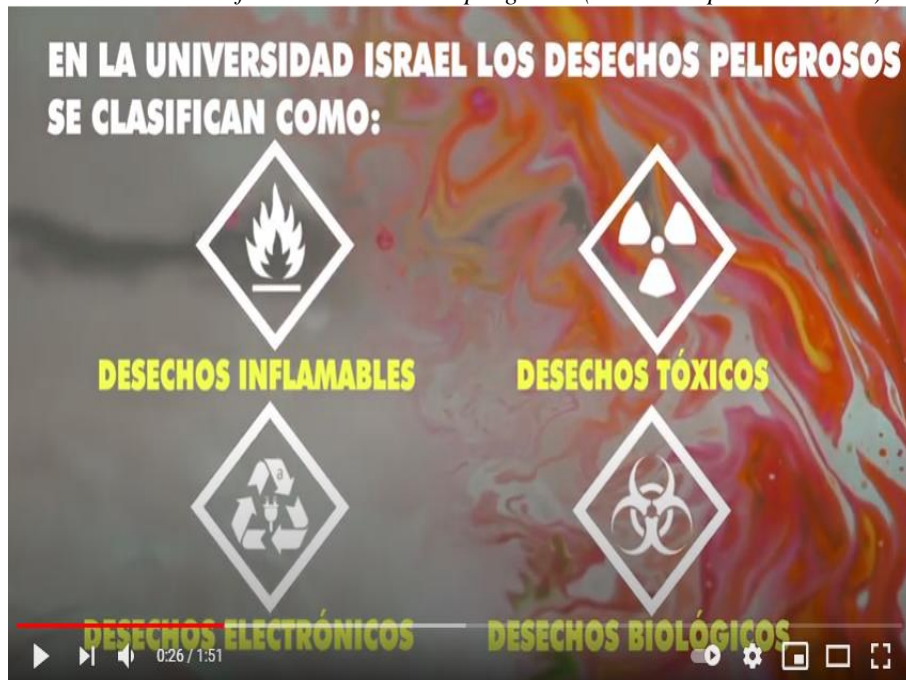 EN LA UNIVERSIDAD ISRAEL LOS DESECHOS PELIGROSOS
SE CLASIFICAN COMO:
DESECHOS INFLAMABLES
DESECHOS TÓXICOS
DESECHOS ELECTRÓNICOS
DESECHOS BIOLÓGICOS
0:26 / 1:51